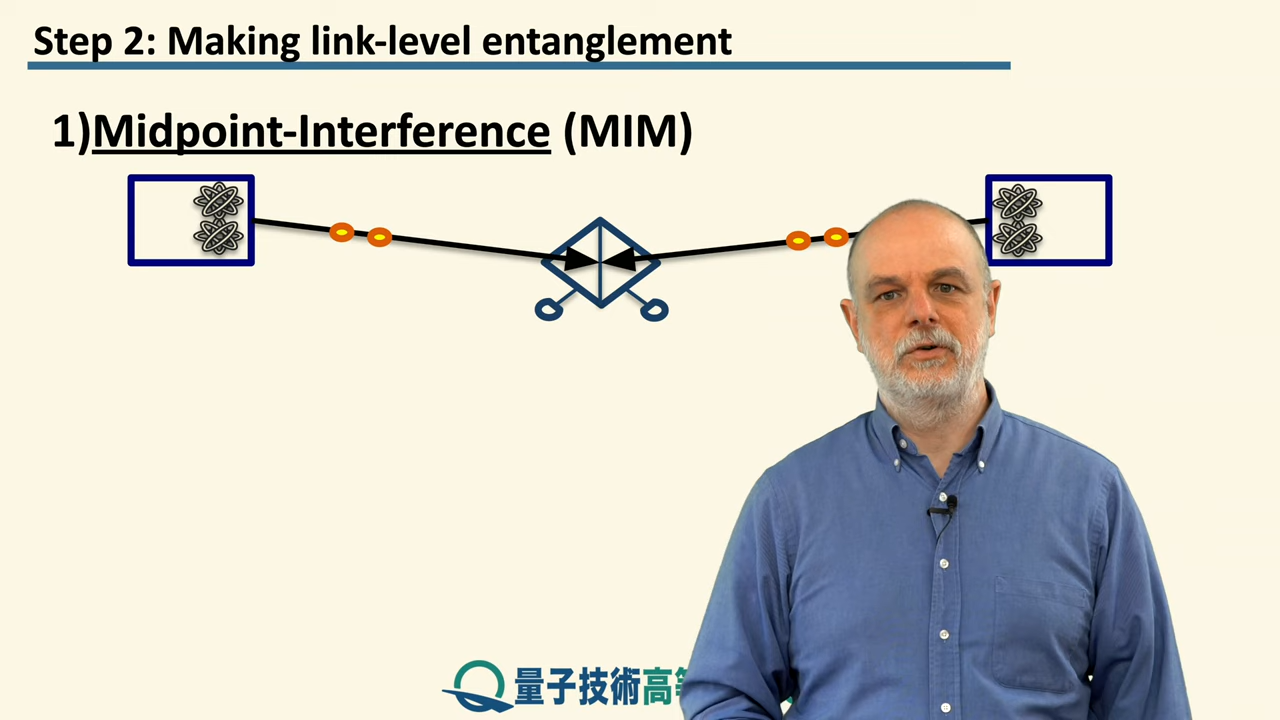 Step 2: Making link-level entanglement
1)Midpoint-Interference (MIM)
量子技術高